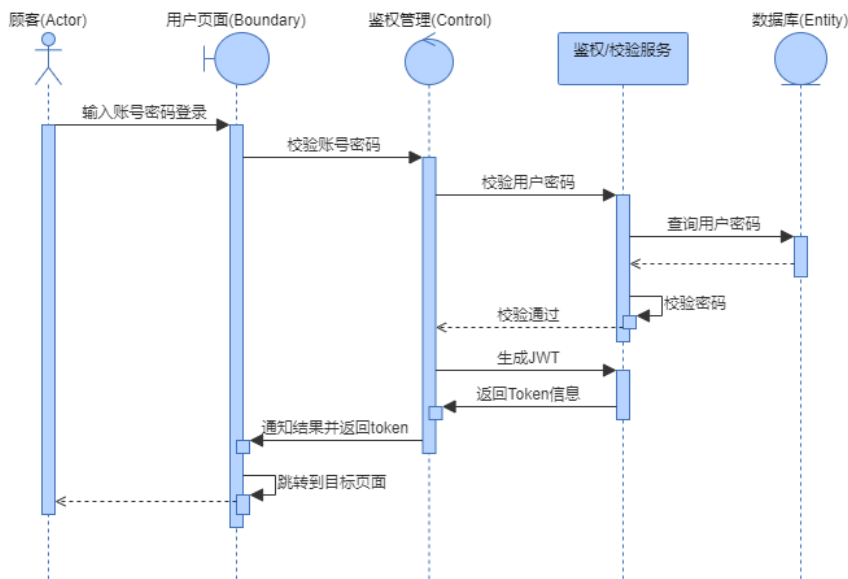 顾客(Actor)
用户页面(Boundary)
鉴权管理(Control)
鉴权/校验服务
数据库(Entity)
输入账号密码登录
校验账号密码
校验用户密码
查询用户密码
校验密码
校验通过
生成JWT
返回Token信息
通知结果并返回token
跳转到目标页面